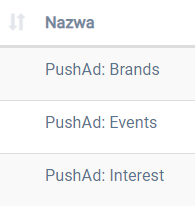 Nazwa
PushAd: Brands
PushAd: Events
PushAd: Interest